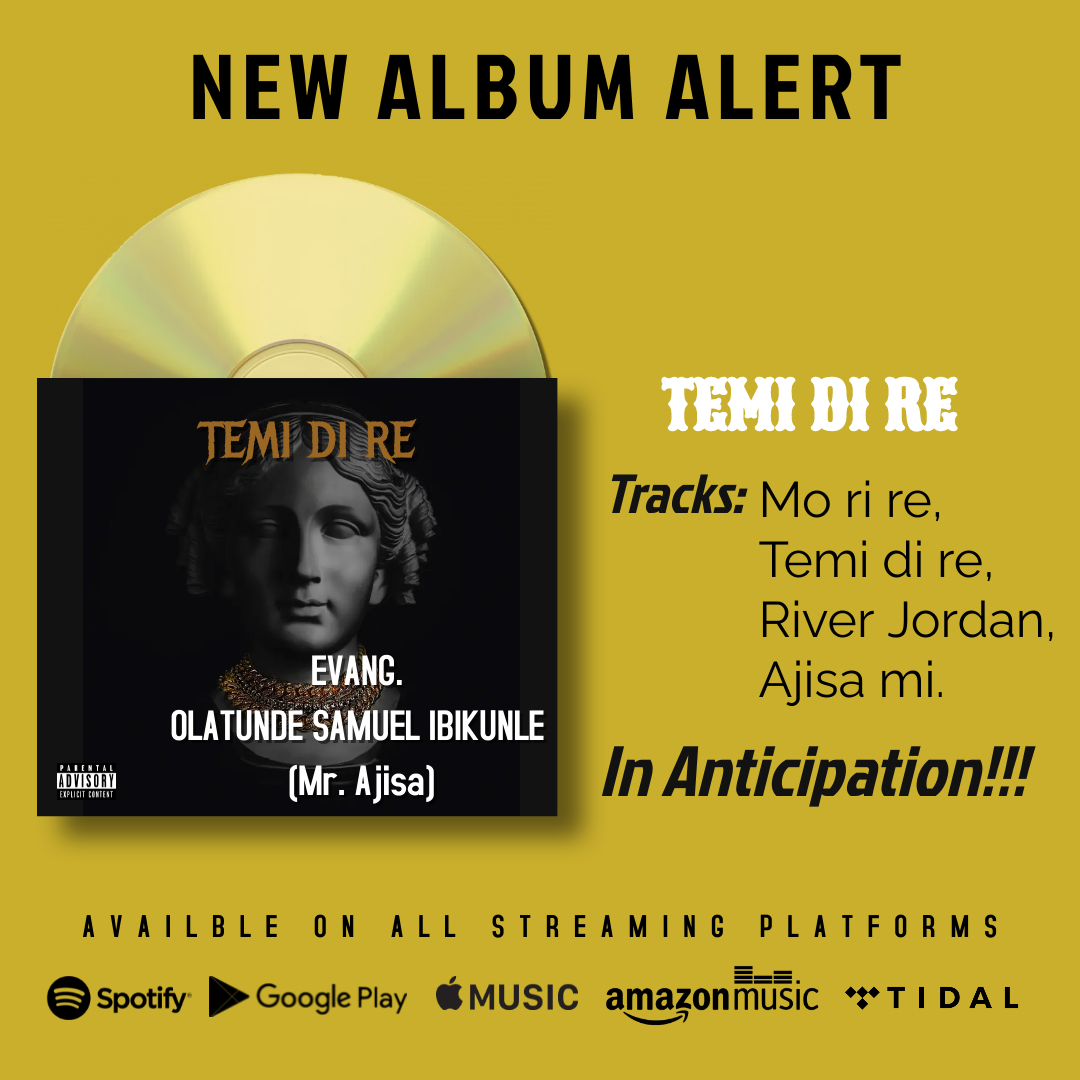 NEW ALBUM ALERT
TEMI DI RE
EVANG.
OLATUNDE SAMUEL IBIKUNLE
(Mr. Ajisa)
PARENTAL
ADVISORY
EXPLICIT CONTENT
TEMI DI RE
Tracks: Mo ri re,
Temi di re,
River Jordan,
Ajisa mi.
In Anticipation!!!
AVAILBLE ON ALL STREAMING PLATFORMS
Spotify Google Play MUSIC amazon music TIDAL